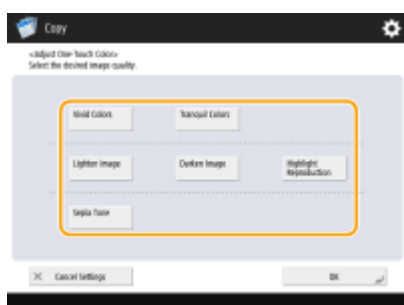 Copy
<Adjust One-Touch Color>
Select the desired image quality.
Vivid Colors
Tranquil Colors
Lighten Image
Darken Image
Highlight
Reproduction
Sepia Tone
Cancel Settings
OK